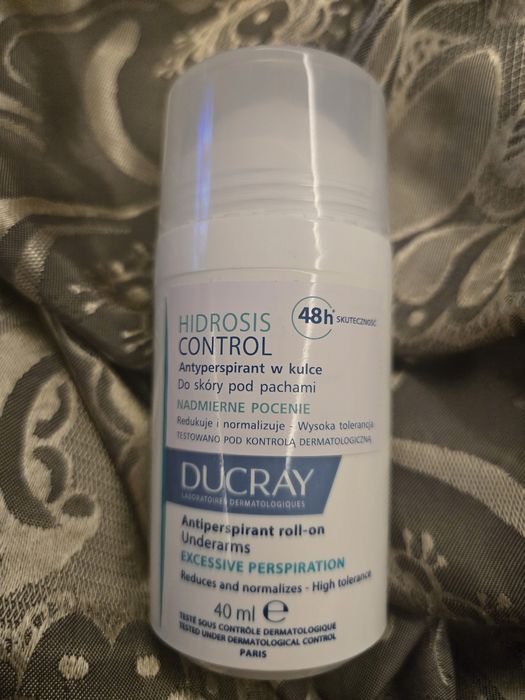 HIDROSIS
CONTROL
48h* SKUTECZNOŚĆ
Antyperspirant w kulce
Do skóry pod pachami
NADMIERNE POCENIE
Redukuje i normalizuje - Wysoka tolerancja
TESTOWANO POD KONTROLĄ DERMATOLOGICZNĄ
DUCRAY
LABORATOIRES DERMATOLOGIQUES
Antiperspirant roll-on
Underarms
EXCESSIVE PERSPIRATION
Reduces and normalizes - High tolerance
40 ml ℮
TESTÉ SOUS CONTRÔLE DERMATOLOGIQUE
TESTED UNDER DERMATOLOGICAL CONTROL
PARIS